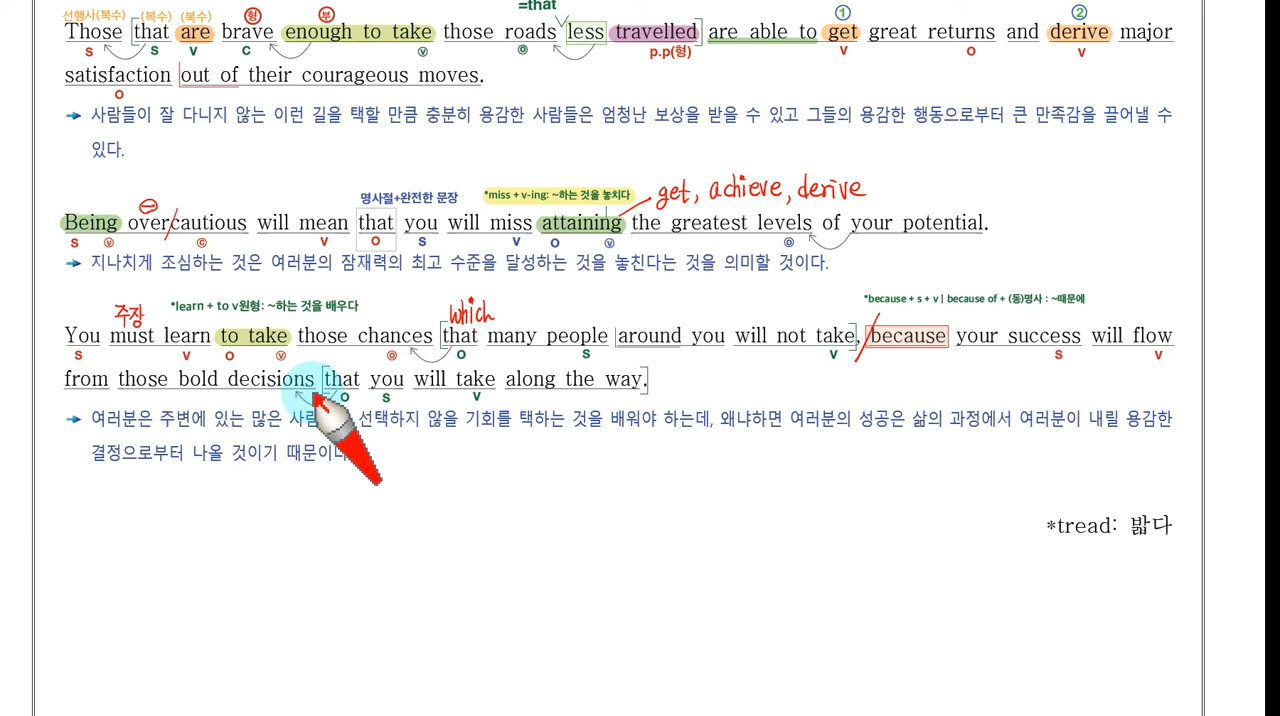 =that
선행사(복수) (복수) (복수) 형 부 ① ②
Those that are brave enough to take those roads less travelled are able to get great returns and derive major
S S V C ⓥ ⓞ p.p(형) V O V
satisfaction out of their courageous moves.
O
사람들이 잘 다니지 않는 이런 길을 택할 만큼 충분히 용감한 사람들은 엄청난 보상을 받을 수 있고 그들의 용감한 행동으로부터 큰 만족감을 끌어낼 수
있다.
명사절+완전한 문장 *miss + v-ing: ~하는 것을 놓치다 get, achieve, derive
Being overcautious will mean that you will miss attaining the greatest levels of your potential.
S ⓥ ⓒ V O S V O ⓥ ⓞ
지나치게 조심하는 것은 여러분의 잠재력의 최고 수준을 달성하는 것을 놓친다는 것을 의미할 것이다.
주장 *learn + to v원형: ~하는 것을 배우다 which *because + s + v | because of + (동)명사 : ~때문에
You must learn to take those chances that many people around you will not take, because your success will flow
S V O ⓥ ⓞ O S V S V
from those bold decisions that you will take along the way.
O S V
여러분은 주변에 있는 많은 사람 선택하지 않을 기회를 택하는 것을 배워야 하는데, 왜냐하면 여러분의 성공은 삶의 과정에서 여러분이 내릴 용감한
결정으로부터 나올 것이기 때문이다
*tread: 밟다